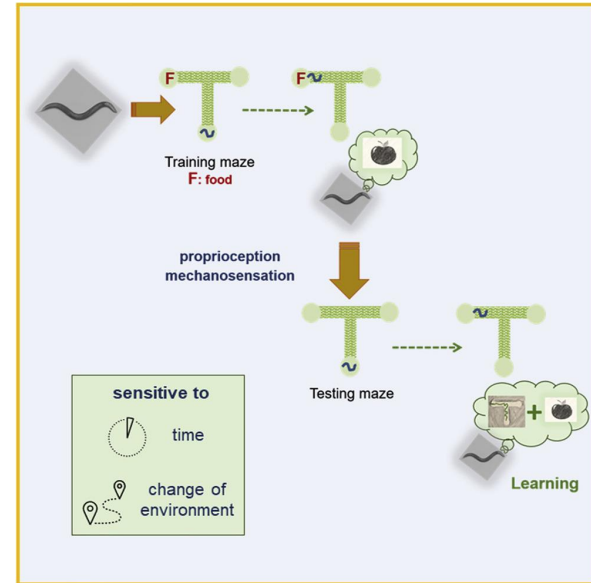 F
F
Training maze
F: food
proprioception
mechanosensation
Testing maze
sensitive to
time
change of
environment
+
Learning